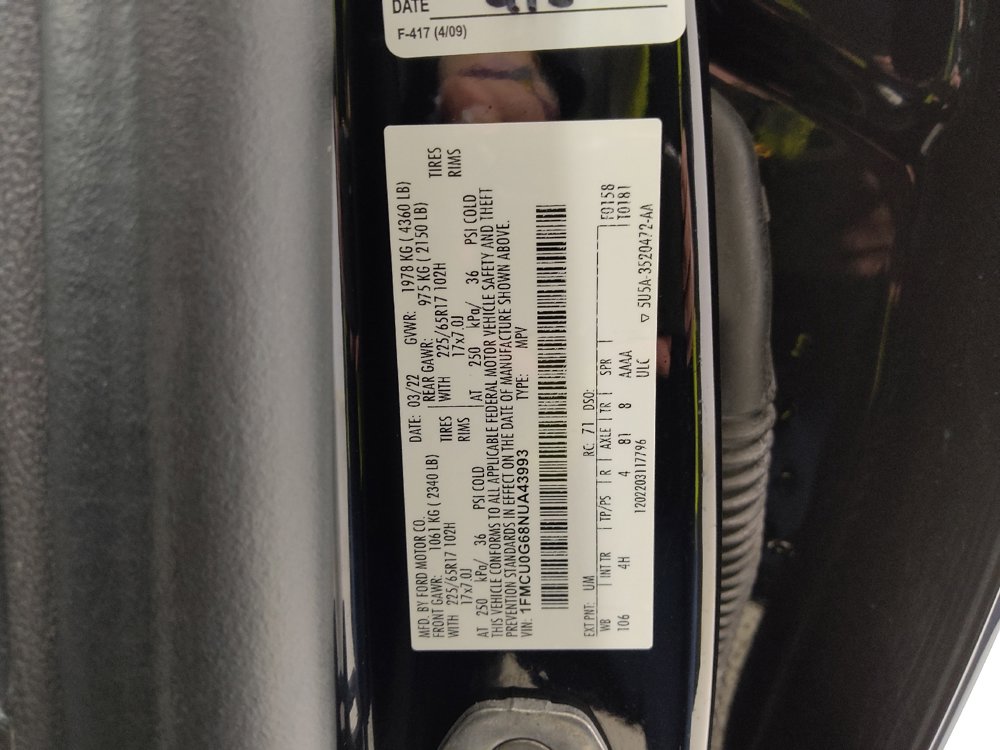 DATE
F-417 (4/09)
MFD. BY FORD MOTOR CO. DATE: 03/22 GVWR: 1978 KG ( 4360 LB)
FRONT GAWR: 1061 KG ( 2340 LB) REAR GAWR: 975 KG ( 2150 LB)
WITH 225/65R17 102H TIRES WITH 225/65R17 102H TIRES
17x7.0J RIMS 17x7.0J RIMS
AT 250 kPa/ 36 PSI COLD AT 250 kPa/ 36 PSI COLD
THIS VEHICLE CONFORMS TO ALL APPLICABLE FEDERAL MOTOR VEHICLE SAFETY AND THEFT
PREVENTION STANDARDS IN EFFECT ON THE DATE OF MANUFACTURE SHOWN ABOVE.
VIN: 1FMCU0G68NUA43993 TYPE: MPV
EXT PNT: UM RC: 71 DSO: F0158
WB INT TR TP/PS R AXLE TR SPR T0181
106 4H 4 81 8 AAAA
ULC
1202203117796 ▽ 5U5A-3520472-AA